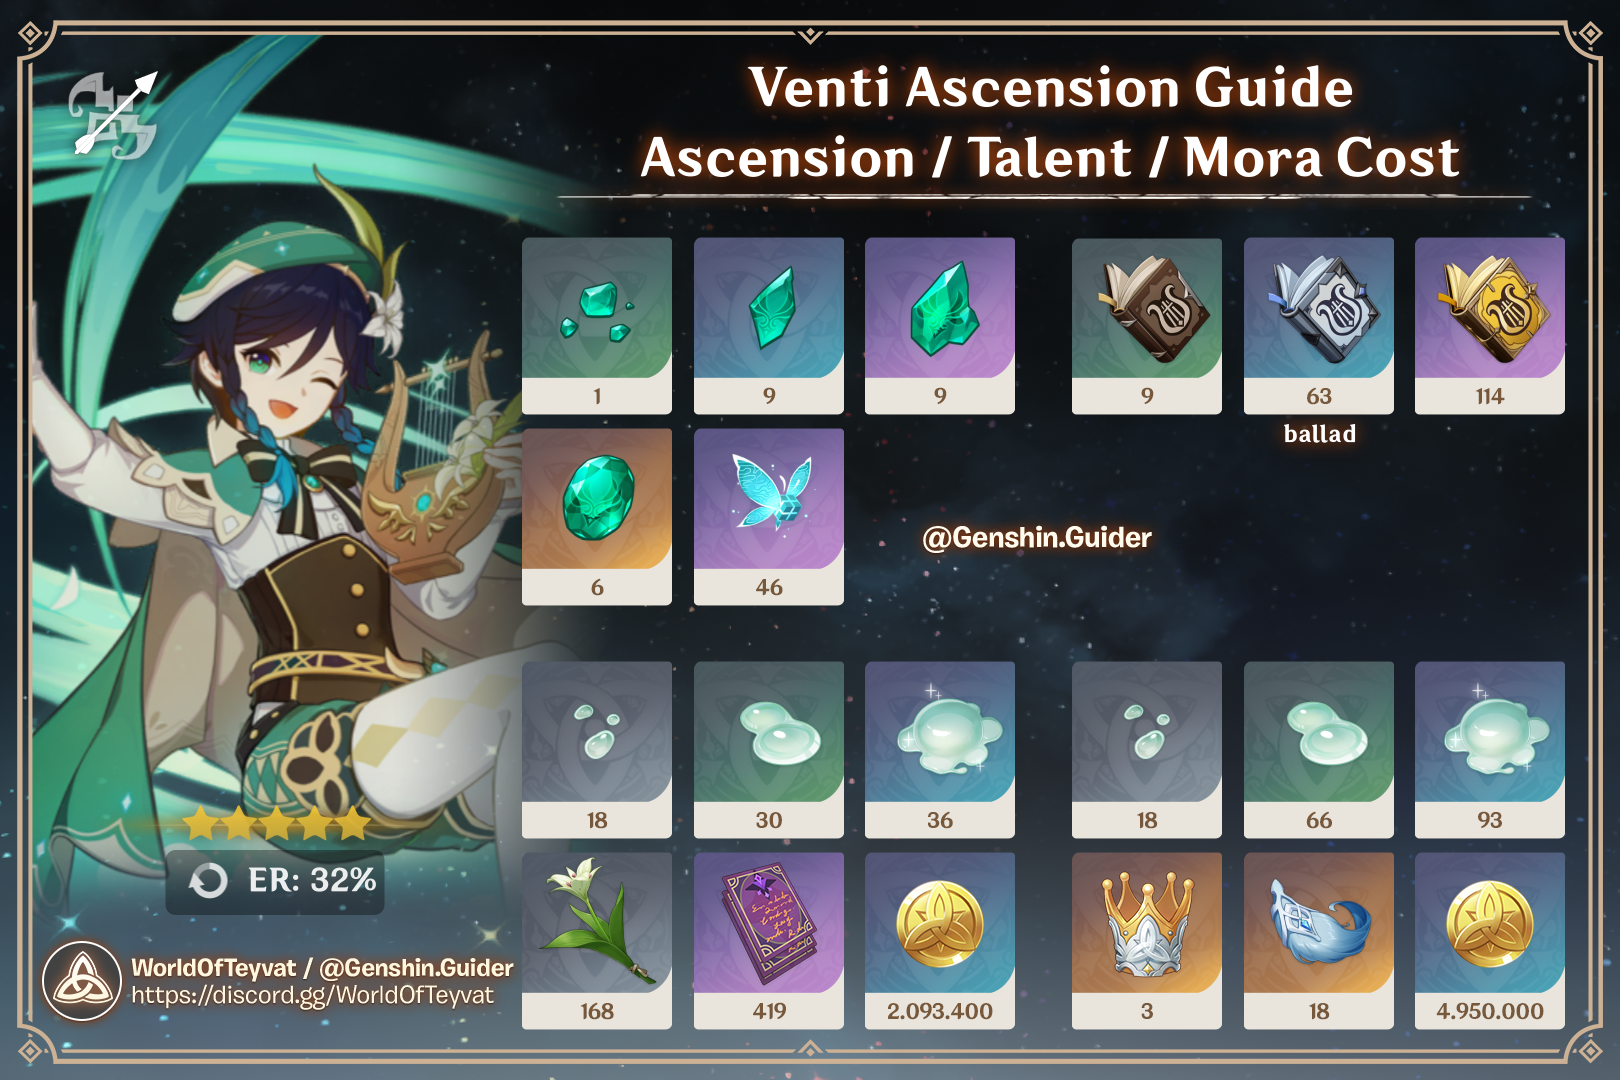 Venti Ascension Guide
Ascension / Talent / Mora Cost
1
9
9
9
63
114
ballad
6
46
@Genshin.Guider
18
30
36
18
66
93
168
419
2.093.400
3
18
4.950.000
ER: 32%
WorldOfTeyvat / @Genshin.Guider
https://discord.gg/WorldOfTeyvat